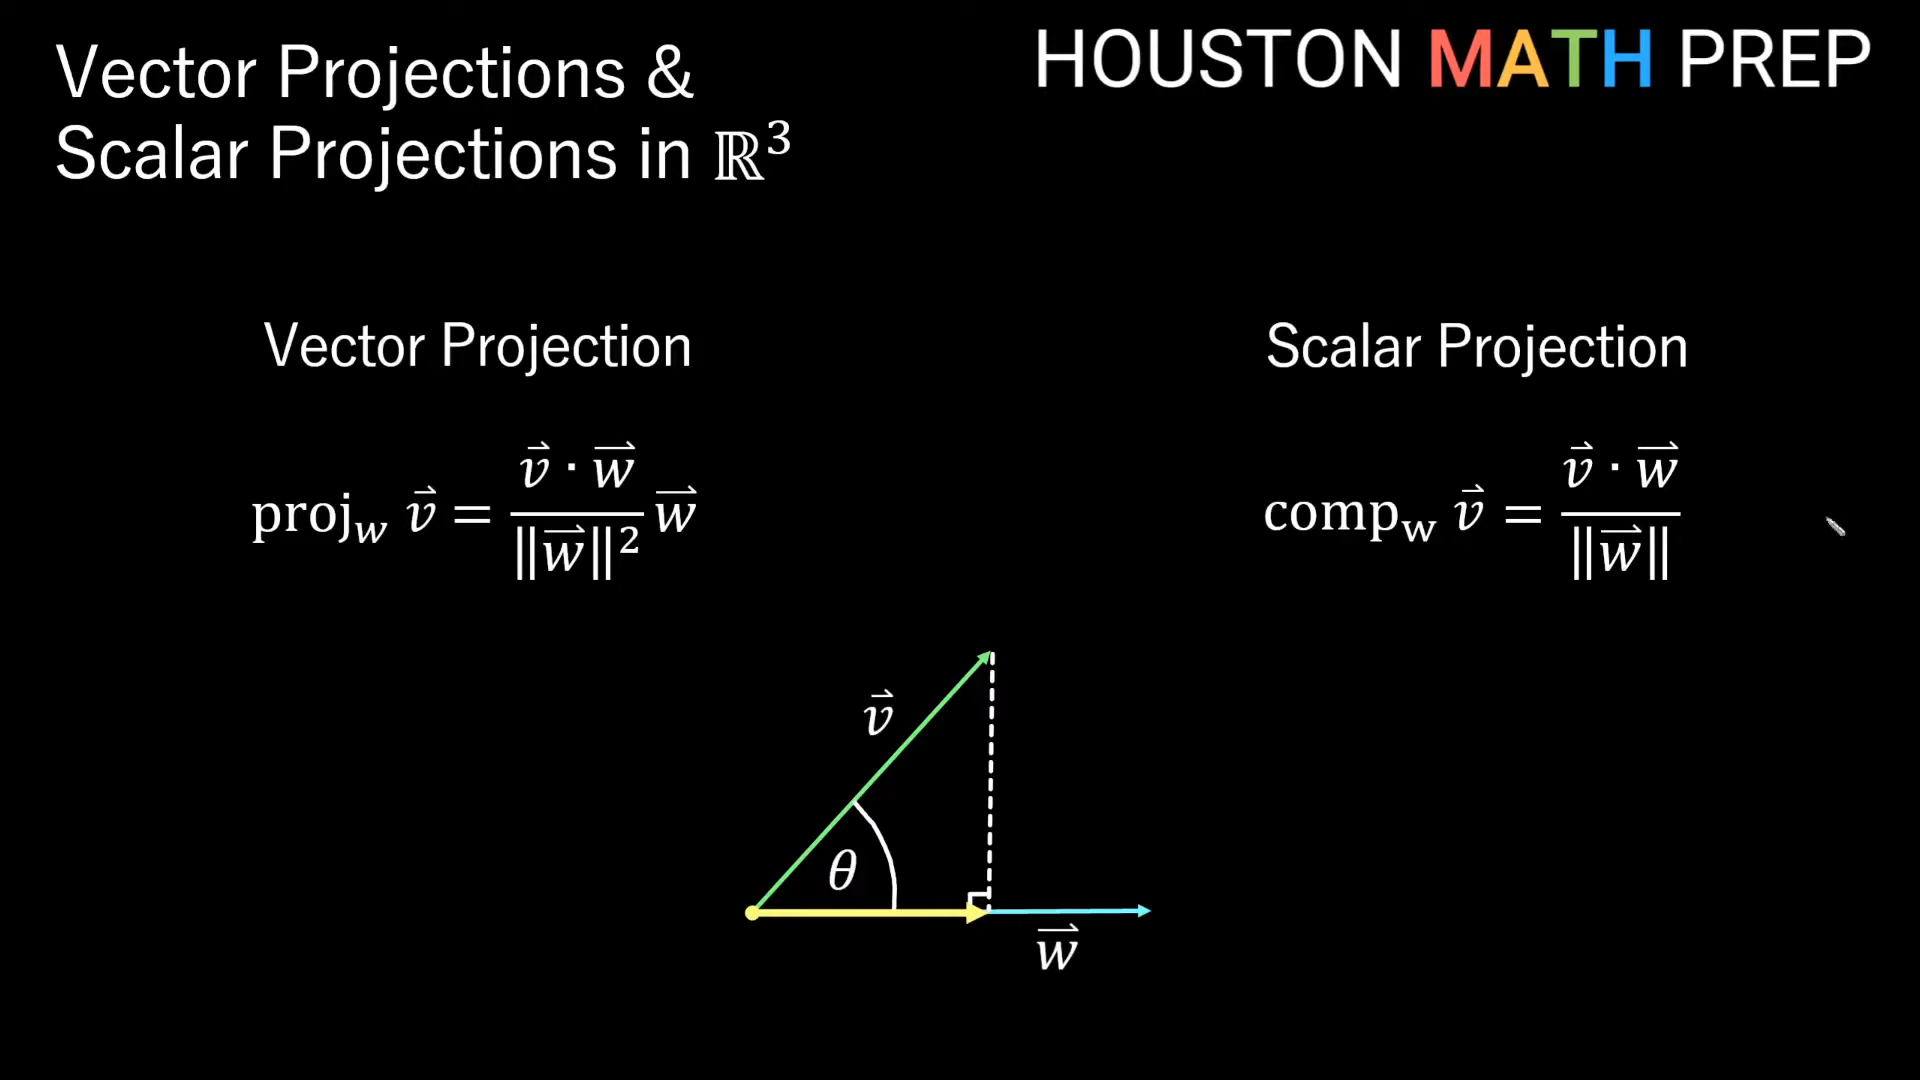 Vector Projections &
Scalar Projections in ℝ³
HOUSTON MATH PREP
Vector Projection
proj_w v⃗ = (v⃗ · w⃗)/‖w⃗‖² w⃗
Scalar Projection
comp_w v⃗ = (v⃗ · w⃗)/‖w⃗‖
v⃗
θ
w⃗